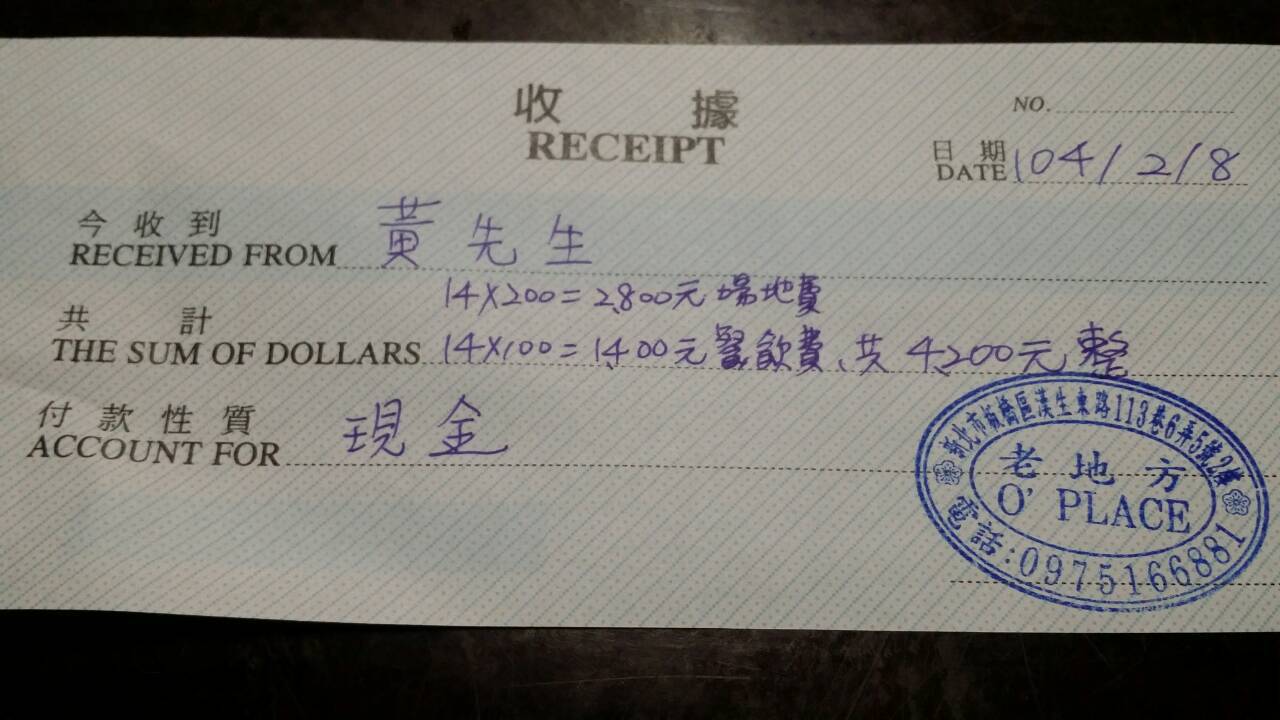 收 據
RECEIPT
NO.
日 期
DATE 104/2/8
今 收 到
RECEIVED FROM 黃先生
14×200=2,800元 場地費
共 計
THE SUM OF DOLLARS 14×100=1,400元 餐飲費、共 4,200元 整
付 款 性 質
ACCOUNT FOR 現金
新北市板橋區漢生東路113巷6弄5號2樓
老 地 方
O' PLACE
電話:0975166881